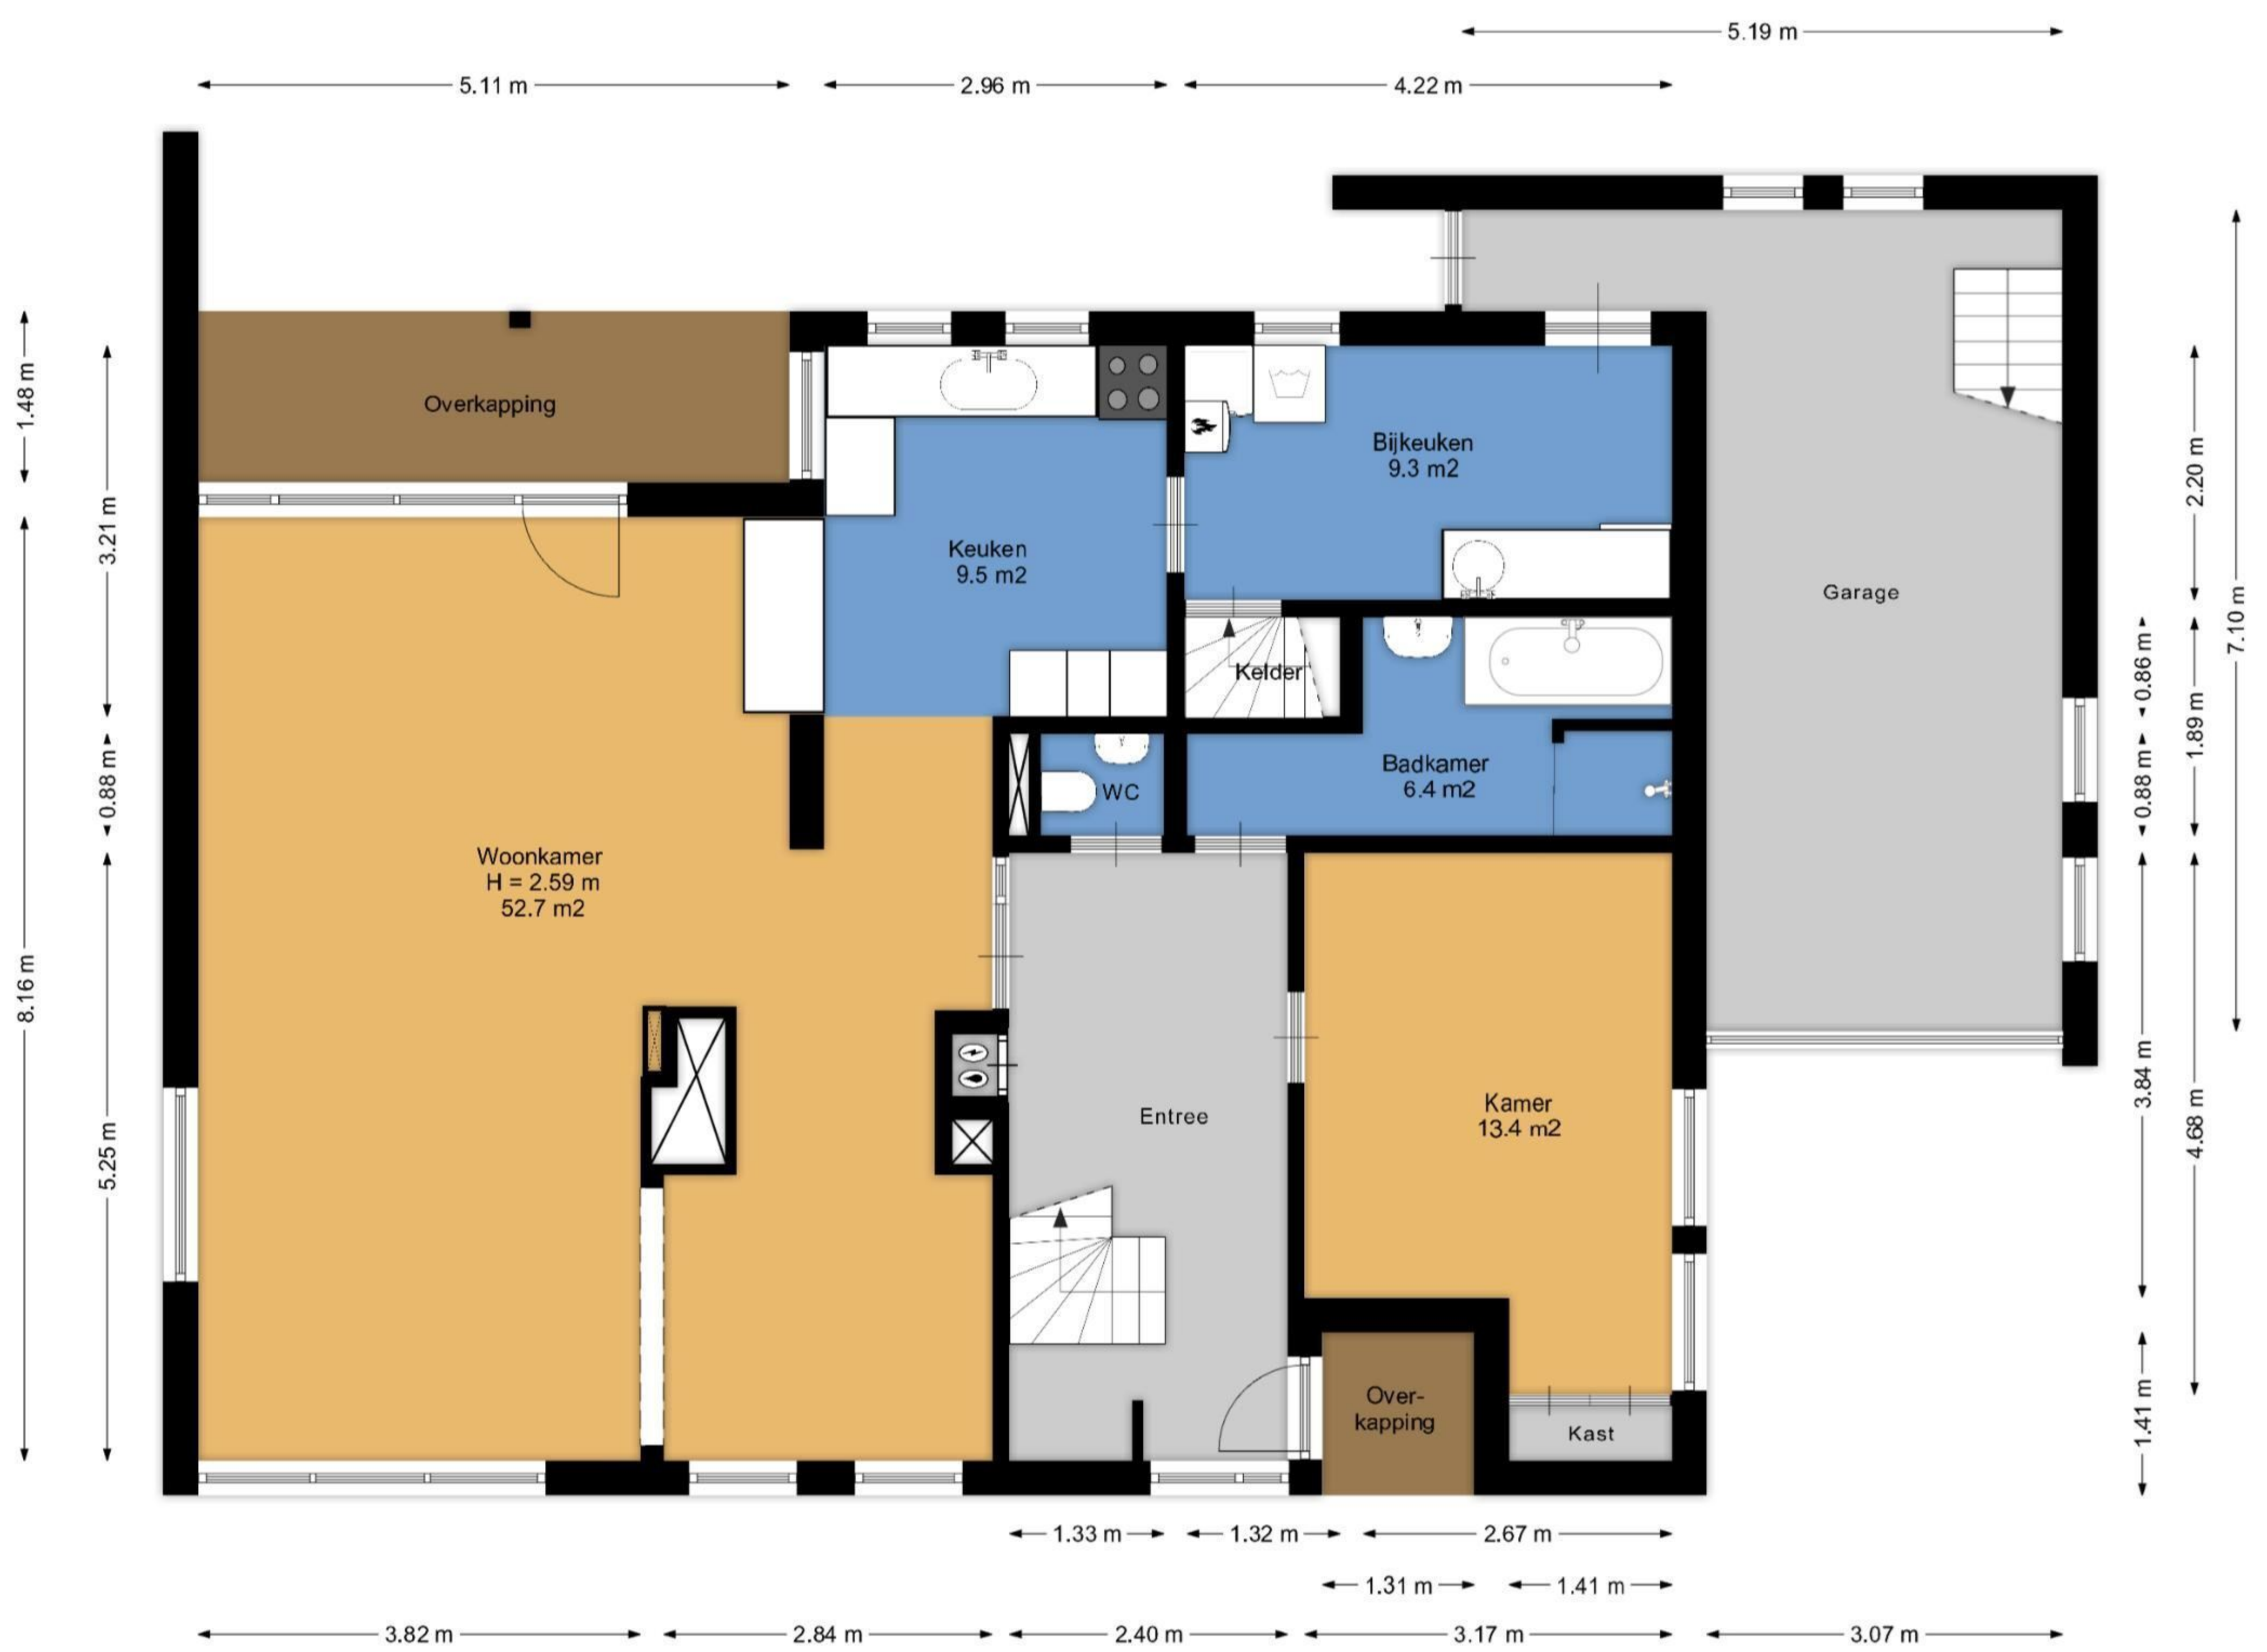 5.19 m
5.11 m
2.96 m
4.22 m
1.48 m
3.21 m
0.88 m
8.16 m
5.25 m
Overkapping
Keuken
9.5 m2
Bijkeuken
9.3 m2
Kelder
Garage
WC
Badkamer
6.4 m2
Woonkamer
H = 2.59 m
52.7 m2
Entree
Kamer
13.4 m2
Over-
kapping
Kast
2.20 m
7.10 m
0.86 m
1.89 m
0.88 m
3.84 m
4.68 m
1.41 m
1.33 m
1.32 m
2.67 m
1.31 m
1.41 m
3.82 m
2.84 m
2.40 m
3.17 m
3.07 m